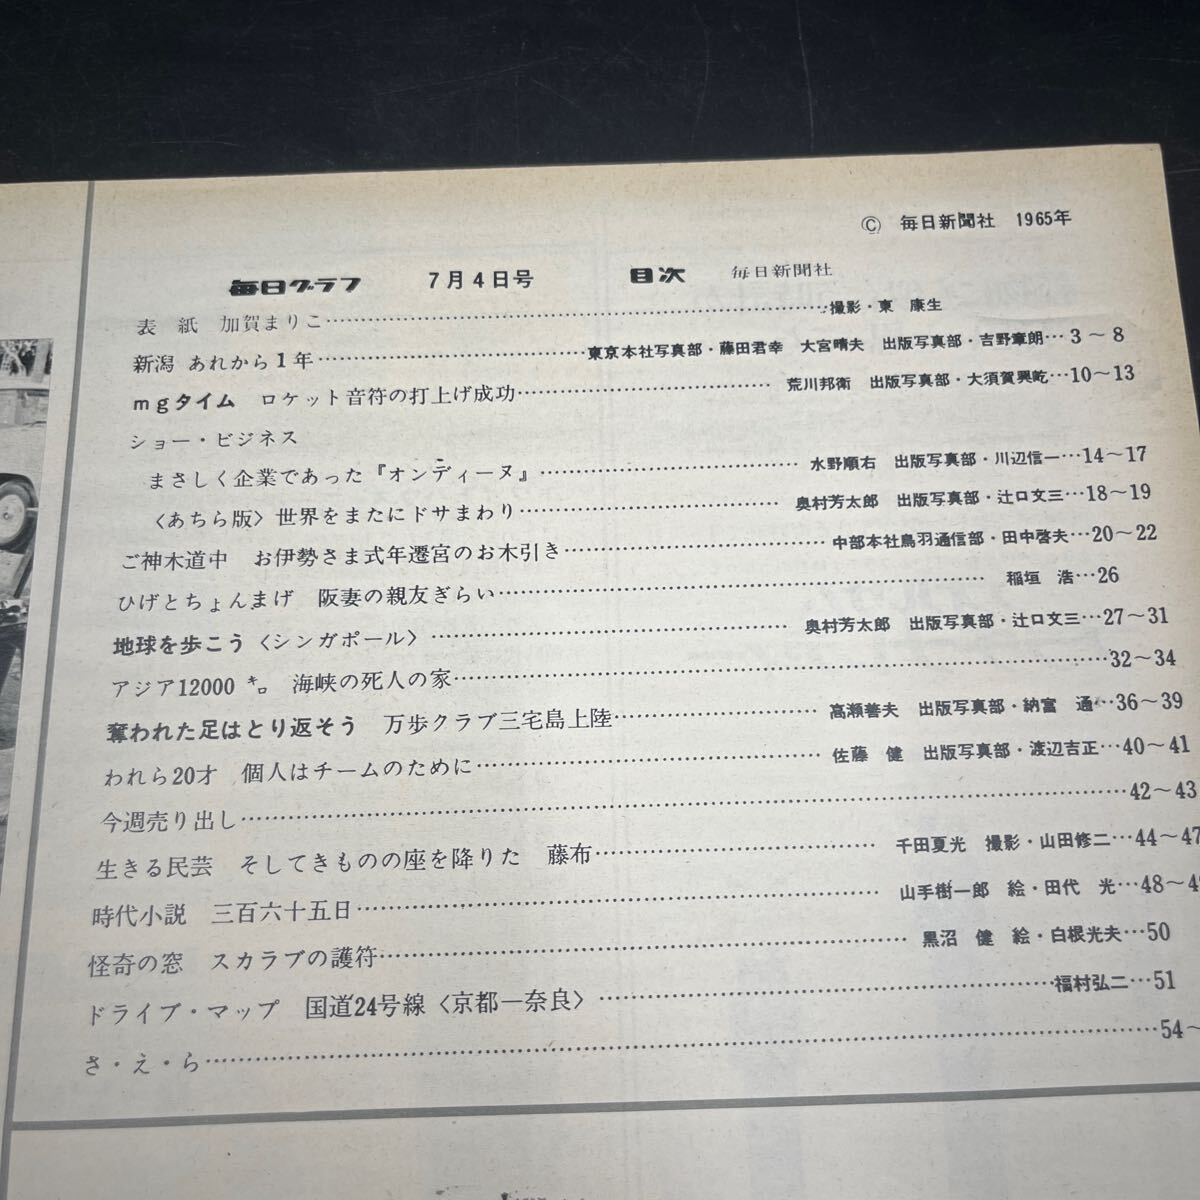 Ⓒ 毎日新聞社 1965年
毎日グラフ 7月4日号 目次 毎日新聞社
表 紙 加賀まりこ……撮影・東 康生
新潟 あれから1年……東京本社写真部・藤田君幸 大宮晴夫 出版写真部・吉野章朗…3～8
mgタイム ロケット音符の打上げ成功……荒川邦衛 出版写真部・大須賀興屹…10～13
ショー・ビジネス
まさしく企業であった『オンディーヌ』……水野順右 出版写真部・川辺信一…14～17
〈あちら版〉世界をまたにドサまわり……奥村芳太郎 出版写真部・辻口文三…18～19
ご神木道中 お伊勢さま式年遷宮のお木引き……中部本社鳥羽通信部・田中啓夫…20～22
ひげとちょんまげ 阪妻の親友ぎらい……稲垣 浩…26
地球を歩こう〈シンガポール〉……奥村芳太郎 出版写真部・辻口文三…27～31
アジア12000㌔ 海峡の死人の家……32～34
奪われた足はとり返そう 万歩クラブ三宅島上陸……高瀬善夫 出版写真部・納富 通…36～39
われら20才 個人はチームのために……佐藤 健 出版写真部・渡辺吉正…40～41
今週売り出し……42～43
生きる民芸 そしてきものの座を降りた 藤布……千田夏光 撮影・山田修二…44～47
時代小説 三百六十五日……山手樹一郎 絵・田代 光…48～4
怪奇の窓 スカラブの護符……黒沼 健 絵・白根光夫…50
ドライブ・マップ 国道24号線〈京都―奈良〉……福村弘二…51
さ・え・ら……54～